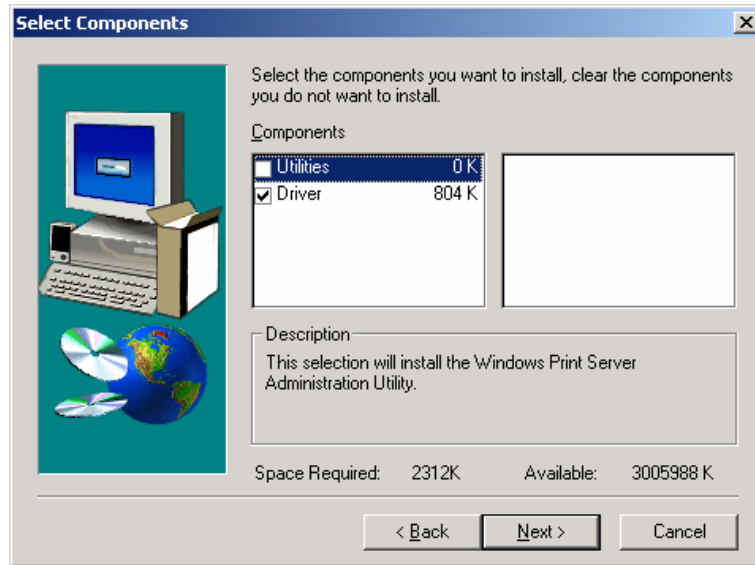 Select Components
Select the components you want to install, clear the components
you do not want to install.
Components
Utilities 0 K
Driver 804 K
Description
This selection will install the Windows Print Server
Administration Utility.
Space Required: 2312K Available: 3005988 K
< Back Next > Cancel